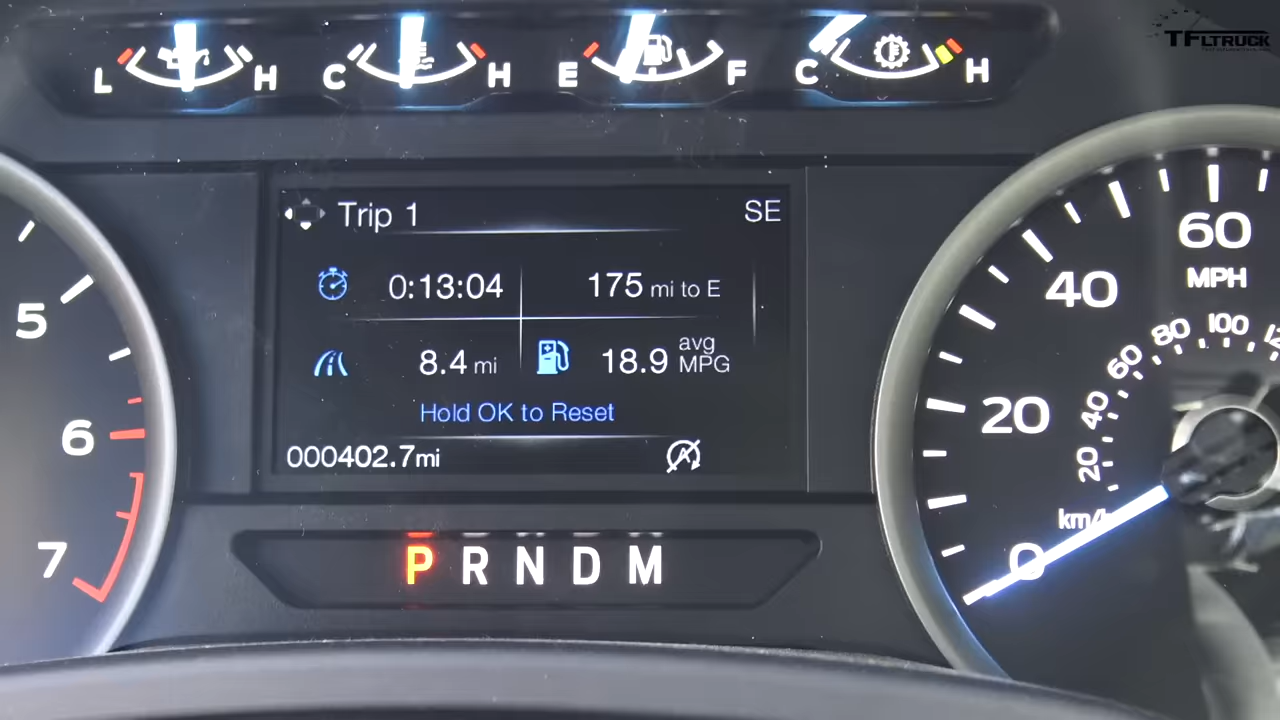 TFLTRUCK
L H C H E F C H
Trip 1 SE
0:13:04 175 mi to E
8.4 mi 18.9 avg MPG
Hold OK to Reset
000402.7mi
P R N D M
5
6
7
0
20
40
60
MPH
km/h
20
40
60
80
100